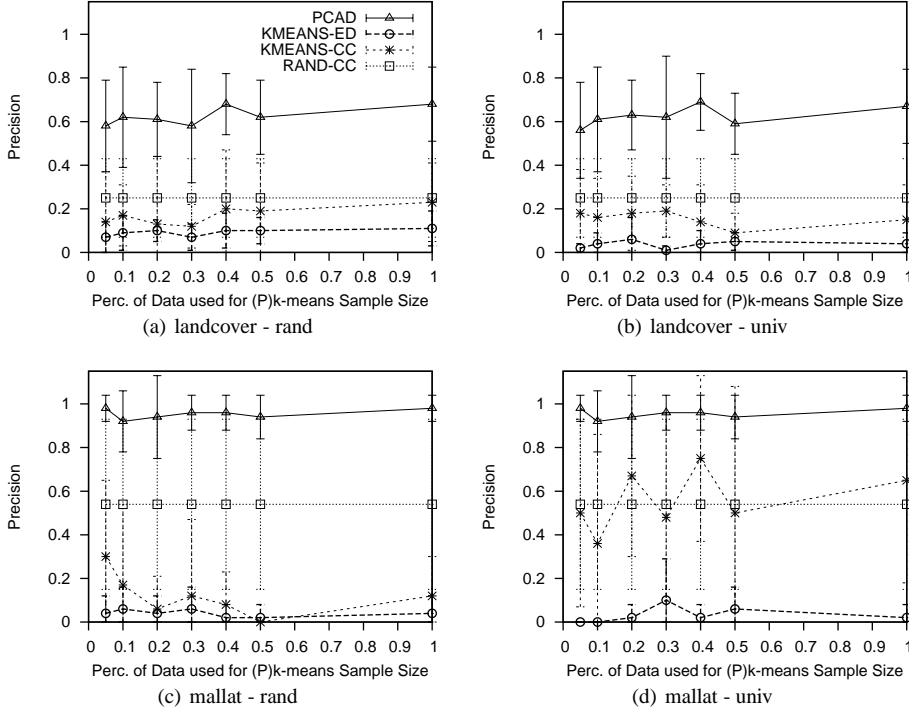 PCAD
KMEANS-ED
KMEANS-CC
RAND-CC
Precision
1
0.8
0.6
0.4
0.2
0
0 0.1 0.2 0.3 0.4 0.5 0.6 0.7 0.8 0.9 1
Perc. of Data used for (P)k-means Sample Size
(a) landcover - rand
Precision
1
0.8
0.6
0.4
0.2
0
0 0.1 0.2 0.3 0.4 0.5 0.6 0.7 0.8 0.9 1
Perc. of Data used for (P)k-means Sample Size
(b) landcover - univ
Precision
1
0.8
0.6
0.4
0.2
0
0 0.1 0.2 0.3 0.4 0.5 0.6 0.7 0.8 0.9 1
Perc. of Data used for (P)k-means Sample Size
(c) mallat - rand
Precision
1
0.8
0.6
0.4
0.2
0
0 0.1 0.2 0.3 0.4 0.5 0.6 0.7 0.8 0.9 1
Perc. of Data used for (P)k-means Sample Size
(d) mallat - univ